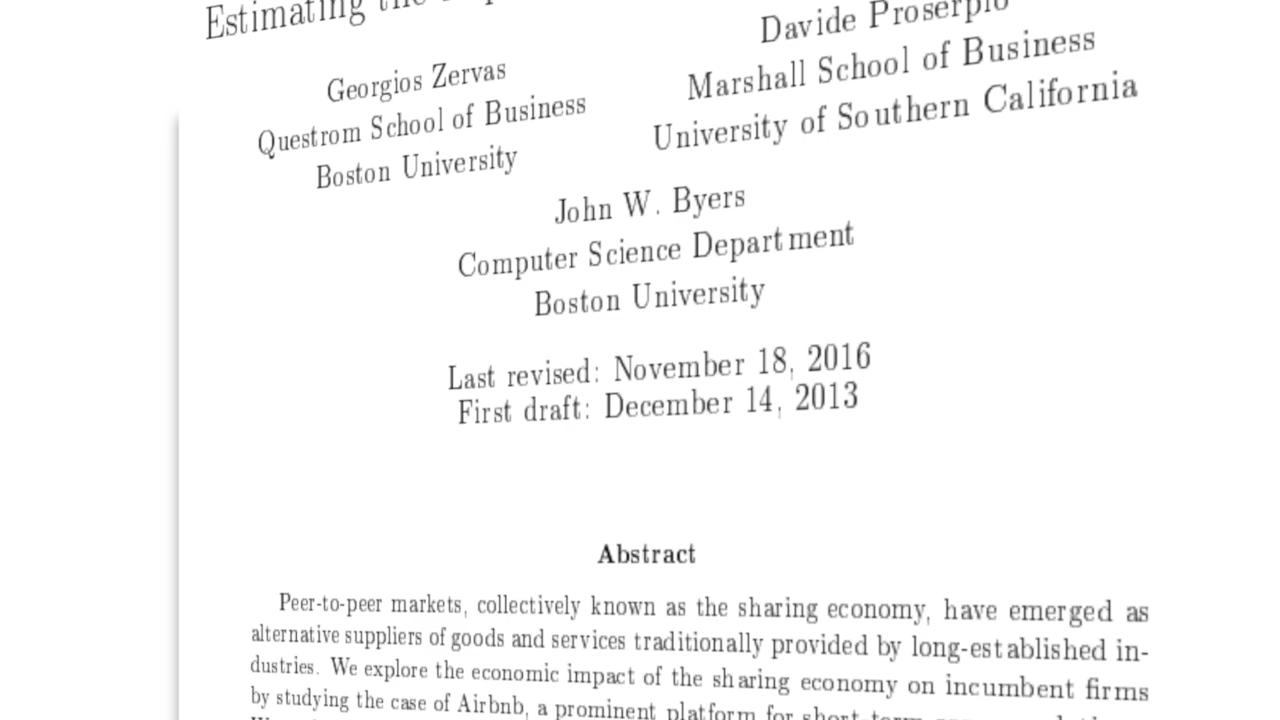 Estimating the
Georgios Zervas
Questrom School of Business
Boston University
Davide Proserpio
Marshall School of Business
University of Southern California
John W. Byers
Computer Science Department
Boston University
Last revised: November 18, 2016
First draft: December 14, 2013
Abstract
Peer-to-peer markets, collectively known as the sharing economy, have emerged as
alternative suppliers of goods and services traditionally provided by long-established in-
dustries. We explore the economic impact of the sharing economy on incumbent firms
by studying the case of Airbnb, a prominent platform for short-term